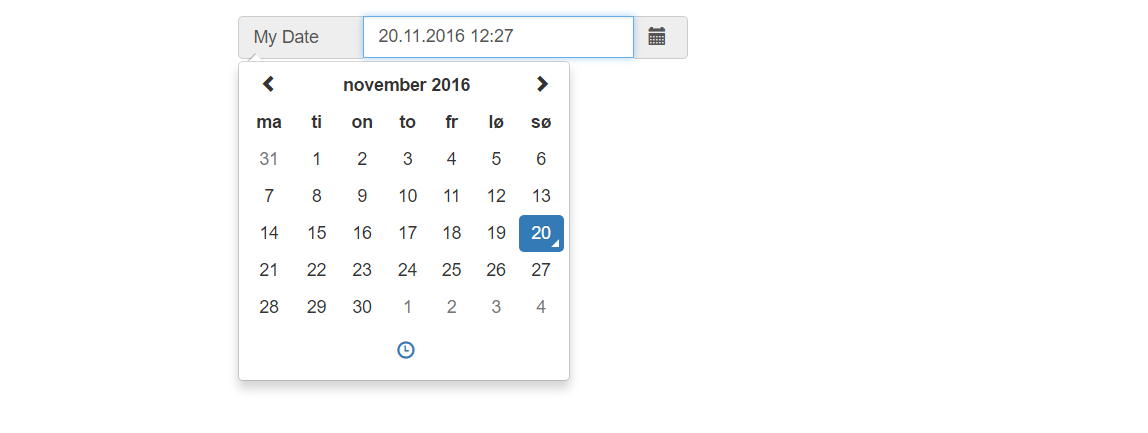 My Date 20.11.2016 12:27
november 2016
ma ti on to fr lø sø
31 1 2 3 4 5 6
7 8 9 10 11 12 13
14 15 16 17 18 19 20
21 22 23 24 25 26 27
28 29 30 1 2 3 4